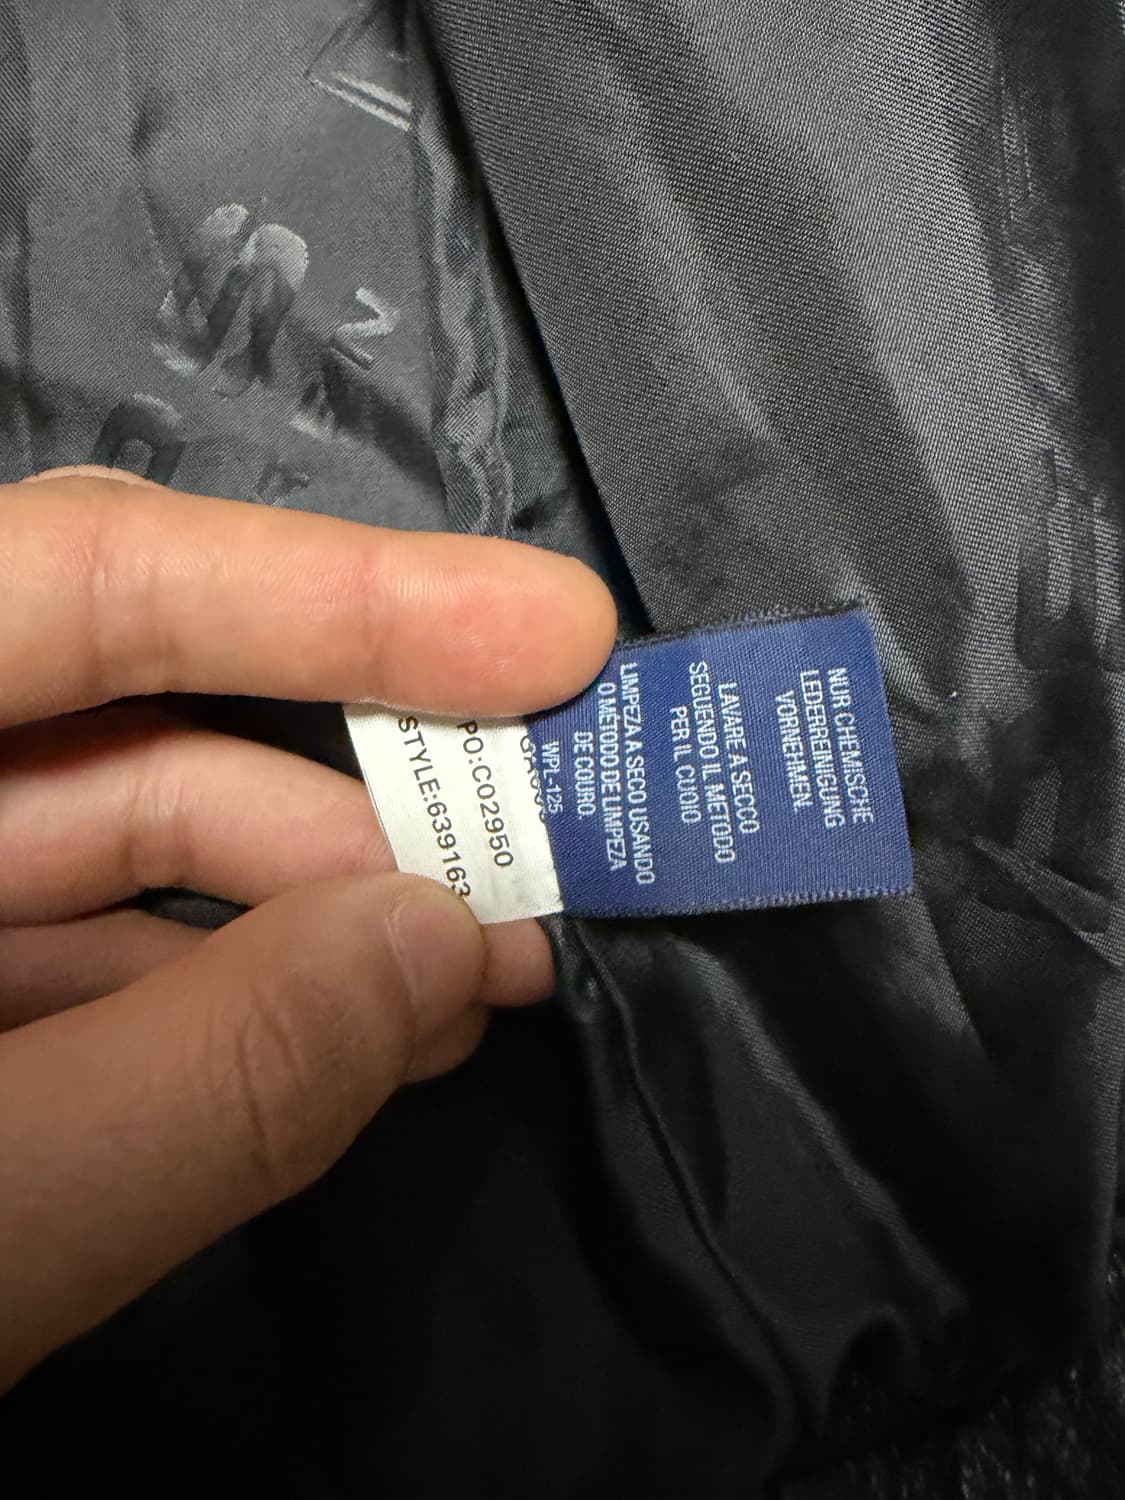 NUR CHEMISCHE
LEDERREINIGUNG
VORNEHMEN.
LAVARE A SECCO
SEGUENDO IL METODO
PER IL CUOIO
LIMPEZA A SECO USANDO
O METODO DE LIMPEZA
DE COURO.
WPL-125
PO:C02950
STYLE:639163